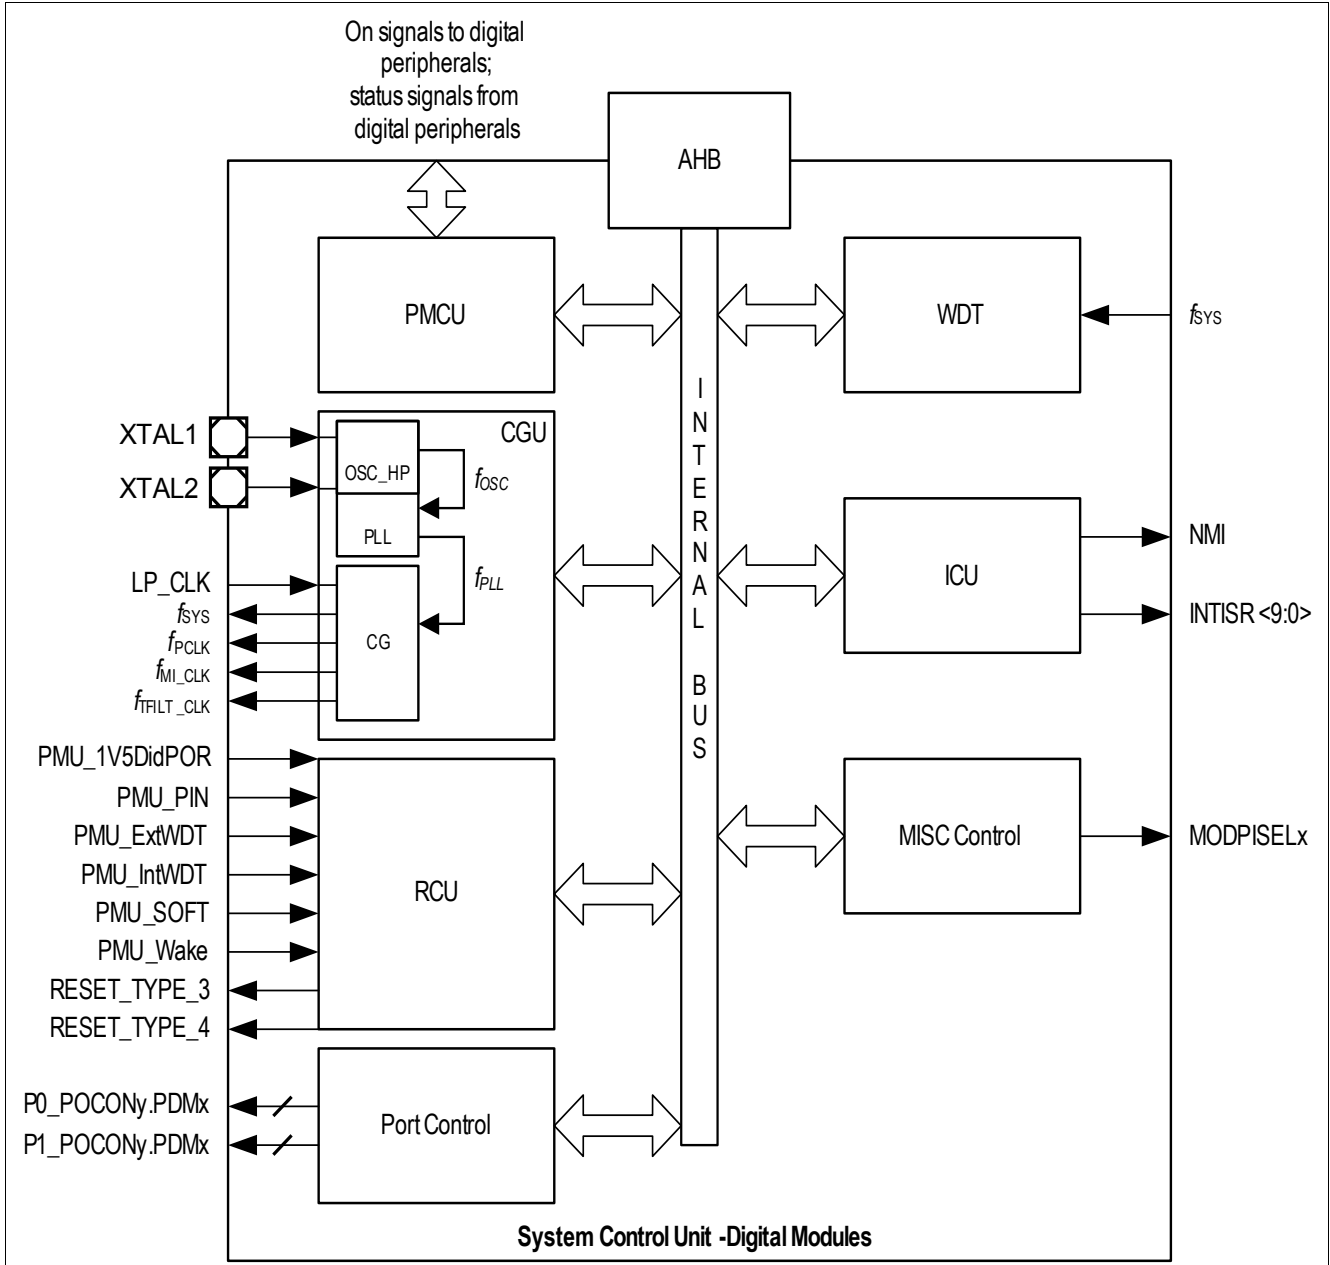 On signals to digital
peripherals;
status signals from
digital peripherals
AHB
PMCU
WDT
fSYS
XTAL1
XTAL2
CGU
OSC_HP
fOSC
PLL
fPLL
LP_CLK
fSYS
fPCLK
fMI_CLK
fTFILT_CLK
CG
INTERNAL BUS
ICU
NMI
INTISR <9:0>
PMU_1V5DidPOR
PMU_PIN
PMU_ExtWDT
PMU_IntWDT
PMU_SOFT
PMU_Wake
RESET_TYPE_3
RESET_TYPE_4
RCU
MISC Control
MODPISELx
P0_POCONy.PDMx
P1_POCONy.PDMx
Port Control
System Control Unit -Digital Modules